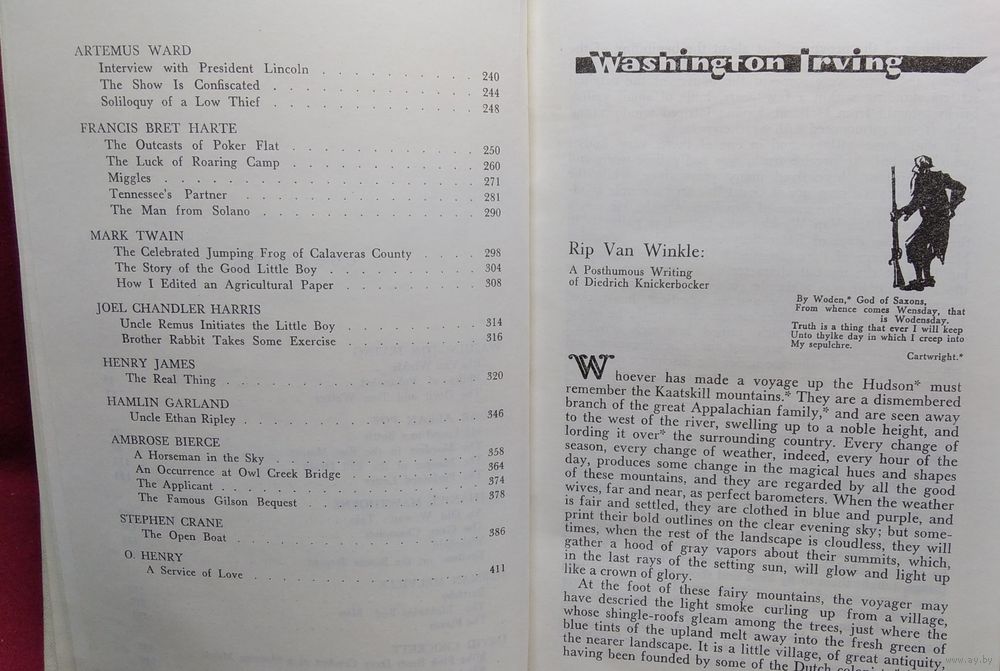 ARTEMUS WARD
Interview with President Lincoln . . . . . . . . . . 240
The Show Is Confiscated . . . . . . . . . . . . 244
Soliloquy of a Low Thief . . . . . . . . . . . . 248
FRANCIS BRET HARTE
The Outcasts of Poker Flat . . . . . . . . . . . 250
The Luck of Roaring Camp . . . . . . . . . . . 260
Miggles . . . . . . . . . . . . . . . . . . 271
Tennessee's Partner . . . . . . . . . . . . . . 281
The Man from Solano . . . . . . . . . . . . . 290
MARK TWAIN
The Celebrated Jumping Frog of Calaveras County . . . . 298
The Story of the Good Little Boy . . . . . . . . . 304
How I Edited an Agricultural Paper . . . . . . . . 308
JOEL CHANDLER HARRIS
Uncle Remus Initiates the Little Boy . . . . . . . . 314
Brother Rabbit Takes Some Exercise . . . . . . . . 316
HENRY JAMES
The Real Thing . . . . . . . . . . . . . . . 320
HAMLIN GARLAND
Uncle Ethan Ripley . . . . . . . . . . . . . . 346
AMBROSE BIERCE
A Horseman in the Sky . . . . . . . . . . . . 358
An Occurrence at Owl Creek Bridge . . . . . . . . 364
The Applicant . . . . . . . . . . . . . . . 374
The Famous Gilson Bequest . . . . . . . . . . . 378
STEPHEN CRANE
The Open Boat . . . . . . . . . . . . . . . 386
O. HENRY
A Service of Love . . . . . . . . . . . . . . 411
Washington Irving
Rip Van Winkle:
A Posthumous Writing
of Diedrich Knickerbocker
By Woden,* God of Saxons,
From whence comes Wensday, that
is Wodensday.
Truth is a thing that ever I will keep
Unto thylke day in which I creep into
My sepulchre.
Cartwright.*
Whoever has made a voyage up the Hudson* must
remember the Kaatskill mountains.* They are a dismembered
branch of the great Appalachian family,* and are seen away
to the west of the river, swelling up to a noble height, and
lording it over* the surrounding country. Every change of
season, every change of weather, indeed, every hour of the
day, produces some change in the magical hues and shapes
of these mountains, and they are regarded by all the good
wives, far and near, as perfect barometers. When the weather
is fair and settled, they are clothed in blue and purple, and
print their bold outlines on the clear evening sky; but some-
times, when the rest of the landscape is cloudless, they will
gather a hood of gray vapors about their summits, which,
in the last rays of the setting sun, will glow and light up
like a crown of glory.
At the foot of these fairy mountains, the voyager may
have descried the light smoke curling up from a village,
whose shingle-roofs gleam among the trees, just where the
blue tints of the upland melt away into the fresh green of
the nearer landscape. It is a little village, of great antiquity,
having been founded by some of the Dutch
www.ay.by